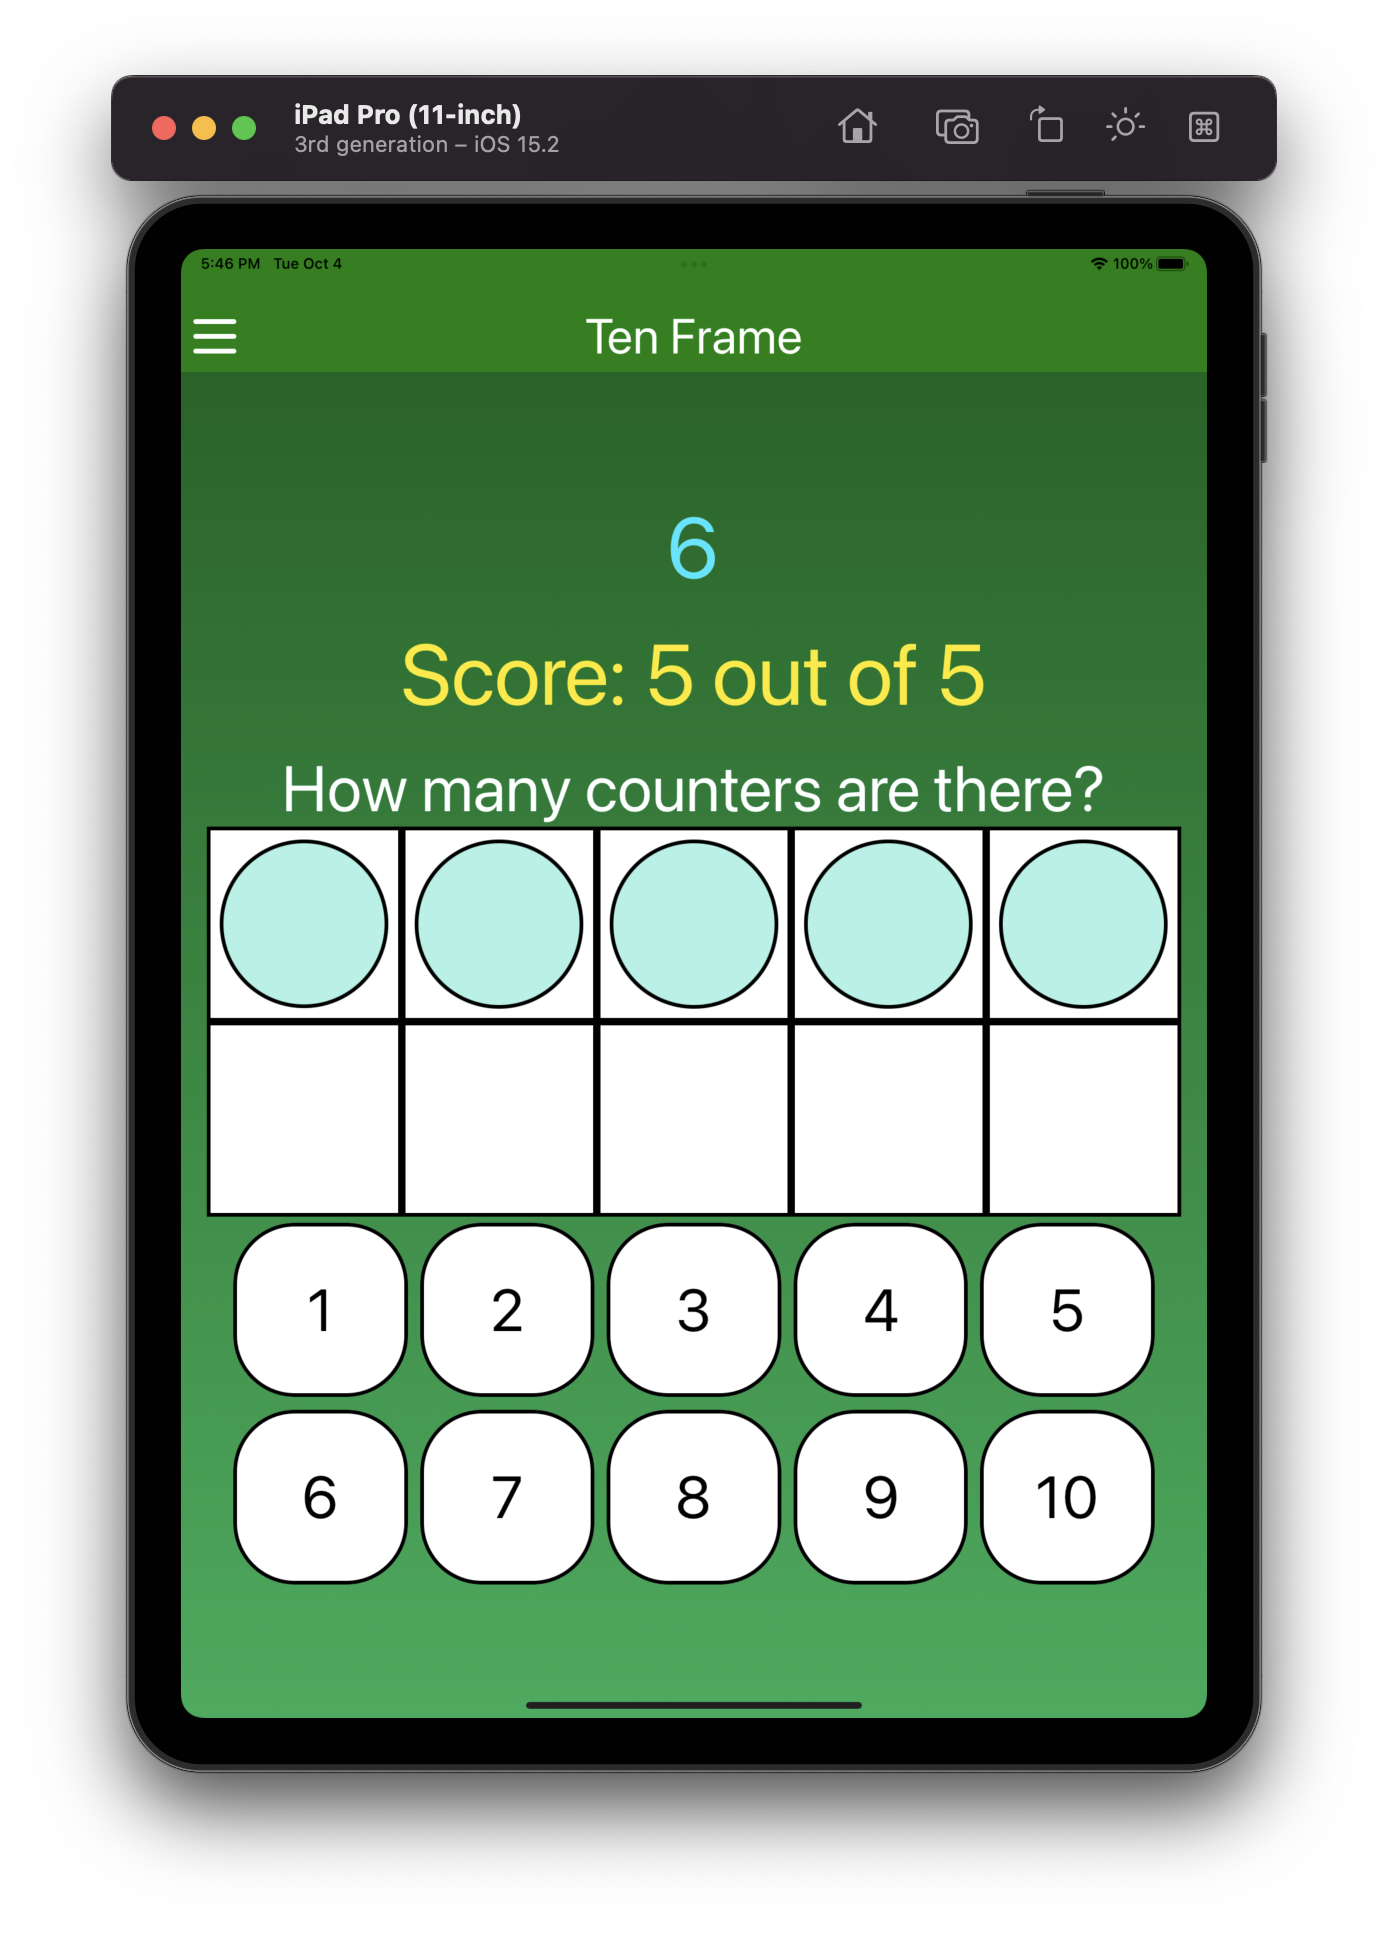 iPad Pro (11-inch)
3rd generation – iOS 15.2
5:46 PM Tue Oct 4 100%
Ten Frame
6
Score: 5 out of 5
How many counters are there?
1 2 3 4 5
6 7 8 9 10